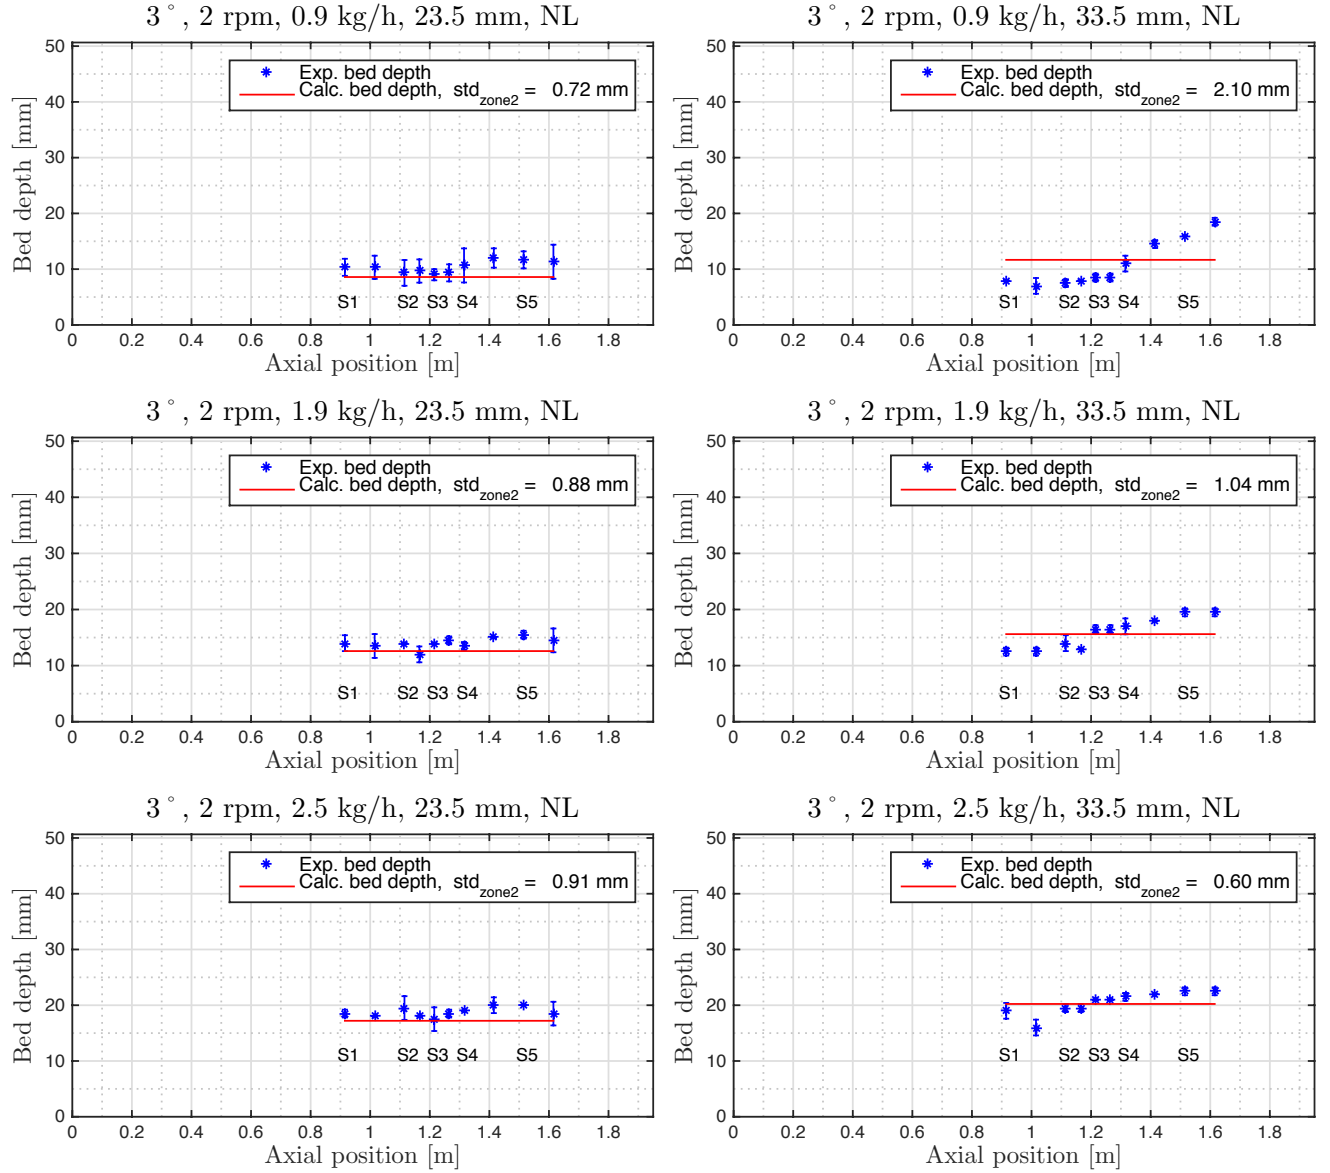 3°, 2 rpm, 0.9 kg/h, 23.5 mm, NL
50
40
30
20
10
0
Bed depth [mm]
Exp. bed depth
Calc. bed depth, std_zone2 = 0.72 mm
S1 S2 S3 S4 S5
0 0.2 0.4 0.6 0.8 1 1.2 1.4 1.6 1.8
Axial position [m]
3°, 2 rpm, 0.9 kg/h, 33.5 mm, NL
50
40
30
20
10
0
Bed depth [mm]
Exp. bed depth
Calc. bed depth, std_zone2 = 2.10 mm
S1 S2 S3 S4 S5
0 0.2 0.4 0.6 0.8 1 1.2 1.4 1.6 1.8
Axial position [m]
3°, 2 rpm, 1.9 kg/h, 23.5 mm, NL
50
40
30
20
10
0
Bed depth [mm]
Exp. bed depth
Calc. bed depth, std_zone2 = 0.88 mm
S1 S2 S3 S4 S5
0 0.2 0.4 0.6 0.8 1 1.2 1.4 1.6 1.8
Axial position [m]
3°, 2 rpm, 1.9 kg/h, 33.5 mm, NL
50
40
30
20
10
0
Bed depth [mm]
Exp. bed depth
Calc. bed depth, std_zone2 = 1.04 mm
S1 S2 S3 S4 S5
0 0.2 0.4 0.6 0.8 1 1.2 1.4 1.6 1.8
Axial position [m]
3°, 2 rpm, 2.5 kg/h, 23.5 mm, NL
50
40
30
20
10
0
Bed depth [mm]
Exp. bed depth
Calc. bed depth, std_zone2 = 0.91 mm
S1 S2 S3 S4 S5
0 0.2 0.4 0.6 0.8 1 1.2 1.4 1.6 1.8
Axial position [m]
3°, 2 rpm, 2.5 kg/h, 33.5 mm, NL
50
40
30
20
10
0
Bed depth [mm]
Exp. bed depth
Calc. bed depth, std_zone2 = 0.60 mm
S1 S2 S3 S4 S5
0 0.2 0.4 0.6 0.8 1 1.2 1.4 1.6 1.8
Axial position [m]